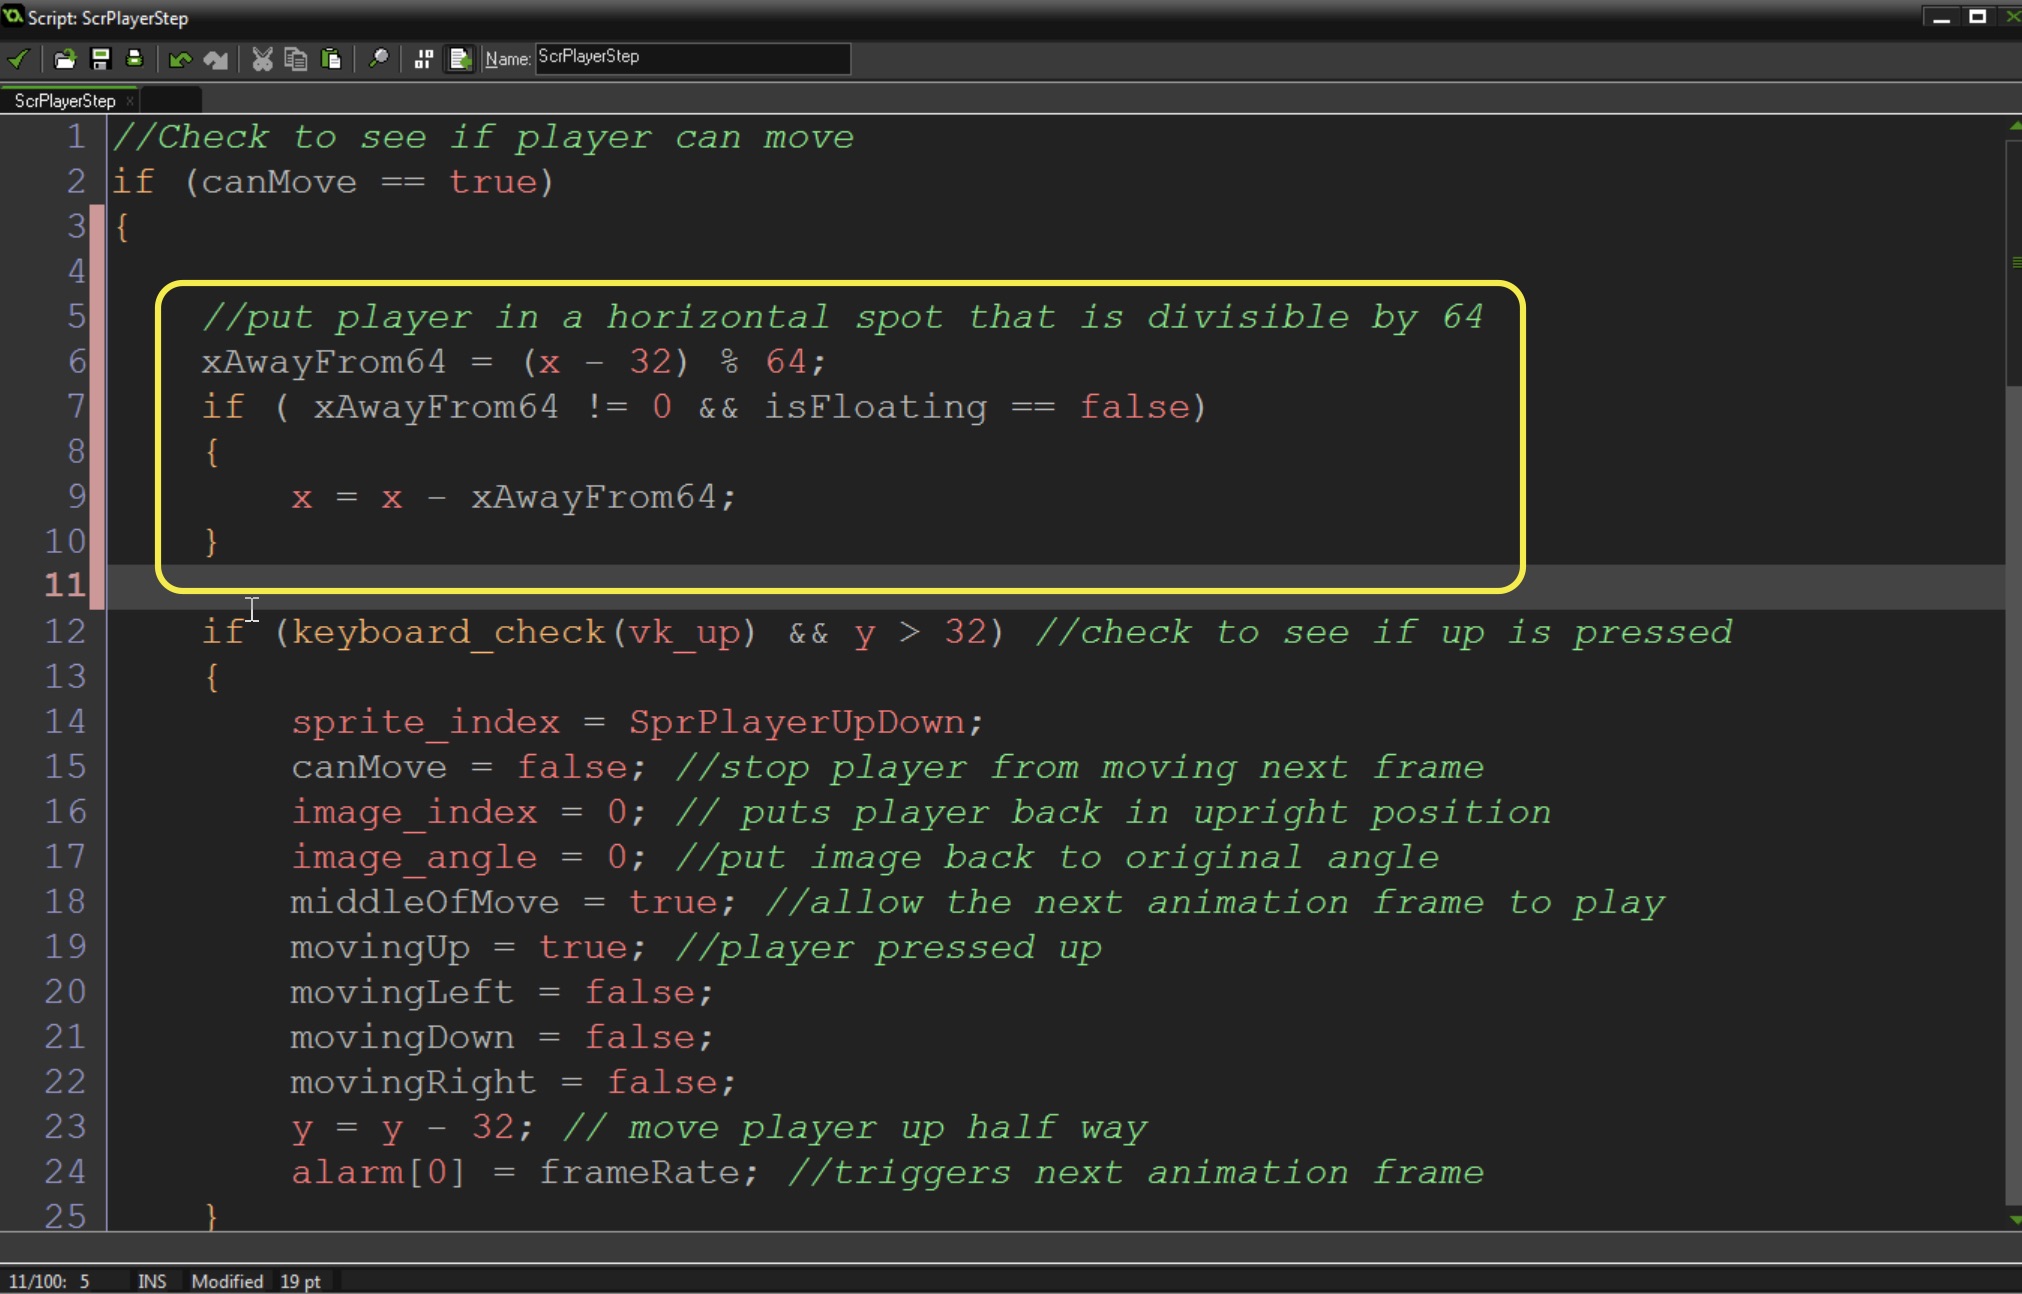 Script: ScrPlayerStep
Name: ScrPlayerStep
ScrPlayerStep x
1 //Check to see if player can move
2 if (canMove == true)
3 {
4
5 //put player in a horizontal spot that is divisible by 64
6 xAwayFrom64 = (x - 32) % 64;
7 if ( xAwayFrom64 != 0 && isFloating == false)
8 {
9 x = x - xAwayFrom64;
10 }
11
12 if (keyboard_check(vk_up) && y > 32) //check to see if up is pressed
13 {
14 sprite_index = SprPlayerUpDown;
15 canMove = false; //stop player from moving next frame
16 image_index = 0; // puts player back in upright position
17 image_angle = 0; //put image back to original angle
18 middleOfMove = true; //allow the next animation frame to play
19 movingUp = true; //player pressed up
20 movingLeft = false;
21 movingDown = false;
22 movingRight = false;
23 y = y - 32; // move player up half way
24 alarm[0] = frameRate; //triggers next animation frame
25 }
11/100: 5 INS Modified 19 pt